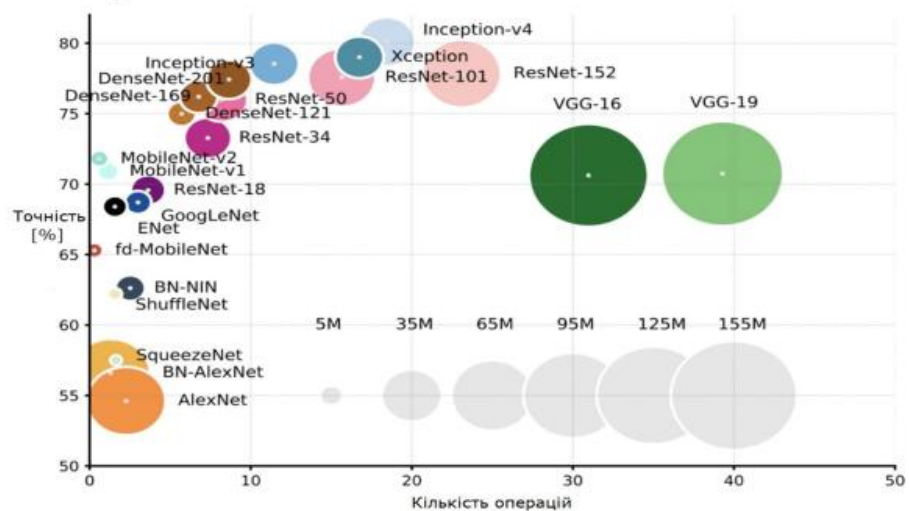 80
Inception-v4
Inception-v3
Xception
DenseNet-201
ResNet-101
ResNet-152
DenseNet-169
ResNet-50
VGG-16
VGG-19
75
DenseNet-121
ResNet-34
MobileNet-v2
MobileNet-v1
70
ResNet-18
Точність
[%]
GoogLeNet
ENet
65
fd-MobileNet
BN-NIN
ShuffleNet
60
5M 35M 65M 95M 125M 155M
SqueezeNet
BN-AlexNet
55
AlexNet
50
0 10 20 30 40 50
Кількість операцій